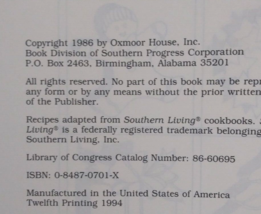 Copyright 1986 by Oxmoor House, Inc.
Book Division of Southern Progress Corporation
P.O. Box 2463, Birmingham, Alabama 35201
All rights reserved. No part of this book may be
any form or by any means without the prior written
of the Publisher.
Recipes adapted from Southern Living® cookbooks.
Living® is a federally registered trademark belonging
Southern Living, Inc.
Library of Congress Catalog Number: 86-60695
ISBN: 0-8487-0701-X
Manufactured in the United States of America
Twelfth Printing 1994